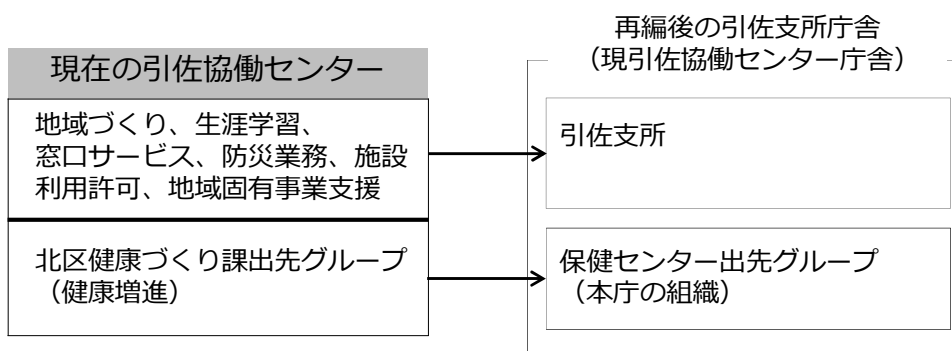 再編後の引佐支所庁舎
（現引佐協働センター庁舎）
現在の引佐協働センター
地域づくり、生涯学習、
窓口サービス、防災業務、施設
利用許可、地域固有事業支援
引佐支所
北区健康づくり課出先グループ
（健康増進）
保健センター出先グループ
（本庁の組織）